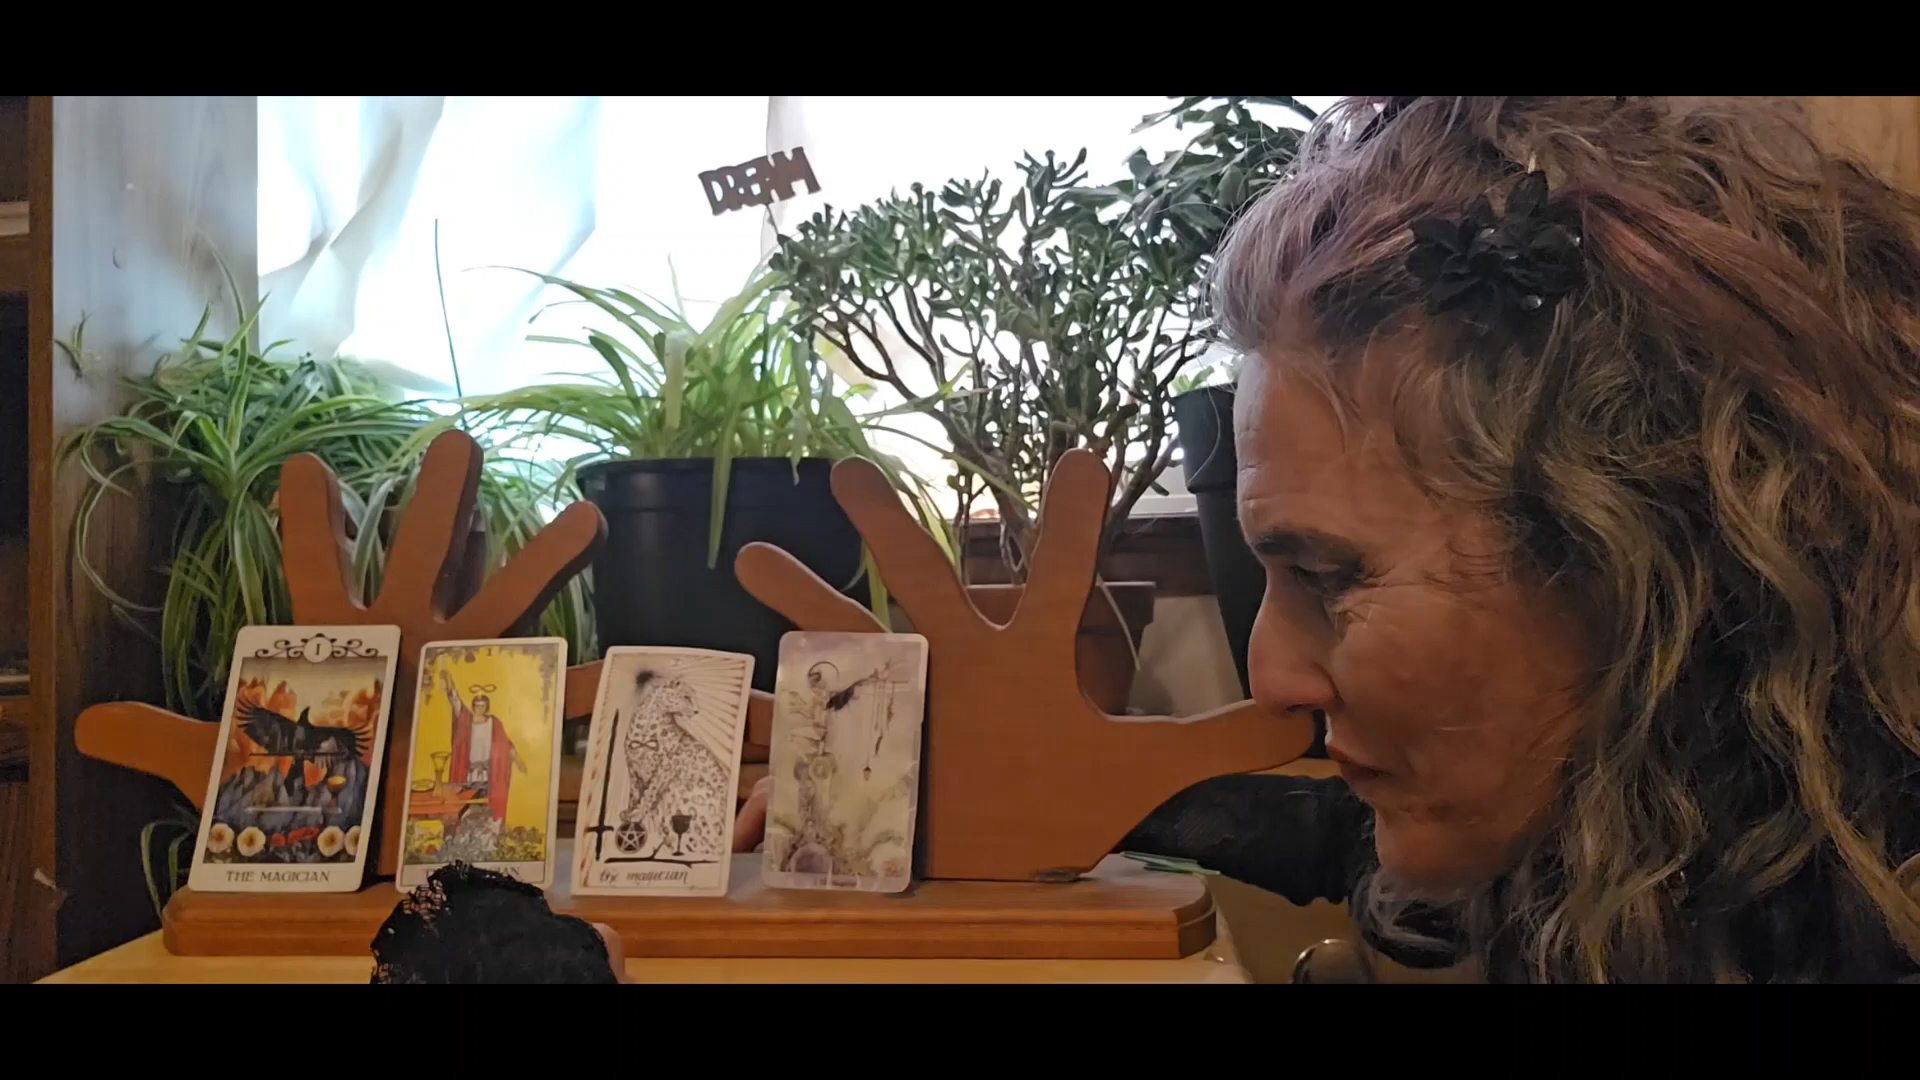 DREAM
I
I
THE MAGICIAN
the magician